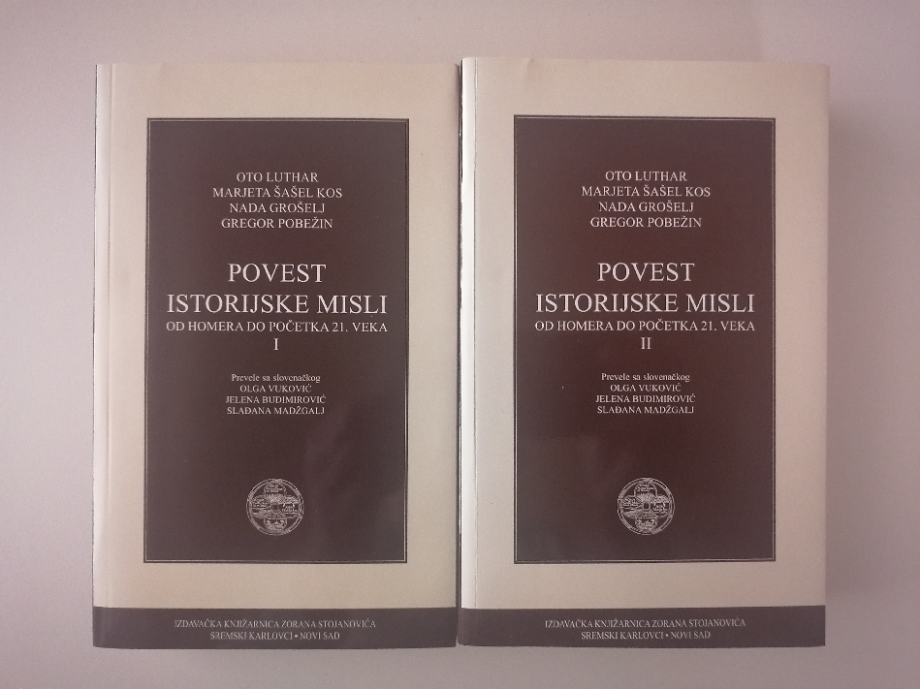 OTO LUTHAR
MARJETA ŠAŠEL KOS
NADA GROŠELJ
GREGOR POBEŽIN
POVEST
ISTORIJSKE MISLI
OD HOMERA DO POČETKA 21. VEKA
I
Prevele sa slovenačkog
OLGA VUKOVIĆ
JELENA BUDIMIROVIĆ
SLAĐANA MADŽGALJ
IZDAVAČKA KNJIŽARNICA ZORANA STOJANOVIĆA
SREMSKI KARLOVCI • NOVI SAD
OTO LUTHAR
MARJETA ŠAŠEL KOS
NADA GROŠELJ
GREGOR POBEŽIN
POVEST
ISTORIJSKE MISLI
OD HOMERA DO POČETKA 21. VEKA
II
Prevele sa slovenačkog
OLGA VUKOVIĆ
JELENA BUDIMIROVIĆ
SLAĐANA MADŽGALJ
IZDAVAČKA KNJIŽARNICA ZORANA STOJANOVIĆA
SREMSKI KARLOVCI • NOVI SAD